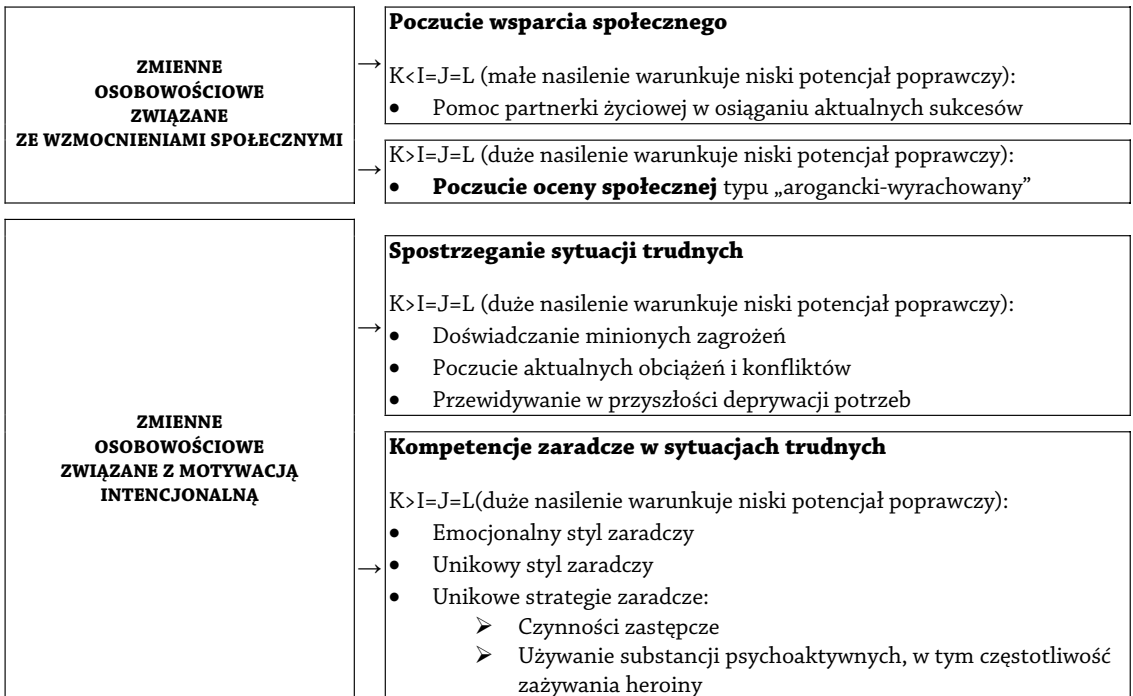 ZMIENNE
OSOBOWOŚCIOWE
ZWIĄZANE
ZE WZMOCNIENIAMI SPOŁECZNYMI
→
Poczucie wsparcia społecznego
K<I=J=L (małe nasilenie warunkuje niski potencjał poprawczy):
• Pomoc partnerki życiowej w osiąganiu aktualnych sukcesów
→
K>I=J=L (duże nasilenie warunkuje niski potencjał poprawczy):
• Poczucie oceny społecznej typu „arogancki-wyrachowany”
ZMIENNE
OSOBOWOŚCIOWE
ZWIĄZANE Z MOTYWACJĄ
INTENCJONALNĄ
→
Spostrzeganie sytuacji trudnych
K>I=J=L (duże nasilenie warunkuje niski potencjał poprawczy):
• Doświadczanie minionych zagrożeń
• Poczucie aktualnych obciążeń i konfliktów
• Przewidywanie w przyszłości deprywacji potrzeb
→
Kompetencje zaradcze w sytuacjach trudnych
K>I=J=L(duże nasilenie warunkuje niski potencjał poprawczy):
• Emocjonalny styl zaradczy
• Unikowy styl zaradczy
• Unikowe strategie zaradcze:
➢ Czynności zastępcze
➢ Używanie substancji psychoaktywnych, w tym częstotliwość
zażywania heroiny